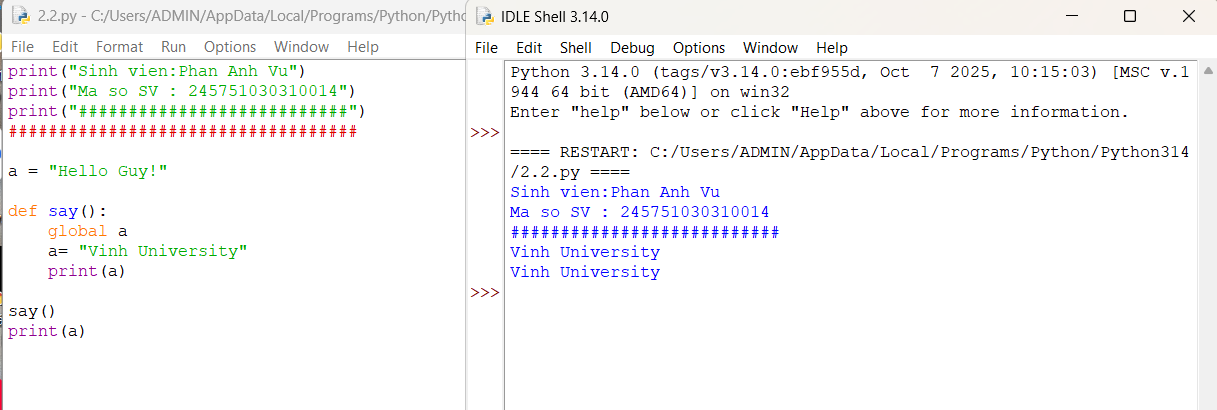 2.2.py - C:/Users/ADMIN/AppData/Local/Programs/Python/Pytho
File Edit Format Run Options Window Help
print("Sinh vien:Phan Anh Vu")
print("Ma so SV : 245751030310014")
print("###########################")
###################################
a = "Hello Guy!"
def say():
    global a
    a= "Vinh University"
    print(a)
say()
print(a)
IDLE Shell 3.14.0
File Edit Shell Debug Options Window Help
Python 3.14.0 (tags/v3.14.0:ebf955d, Oct  7 2025, 10:15:03) [MSC v.1
944 64 bit (AMD64)] on win32
Enter "help" below or click "Help" above for more information.
>>>
==== RESTART: C:/Users/ADMIN/AppData/Local/Programs/Python/Python314
/2.2.py ====
Sinh vien:Phan Anh Vu
Ma so SV : 245751030310014
###########################
Vinh University
Vinh University
>>>